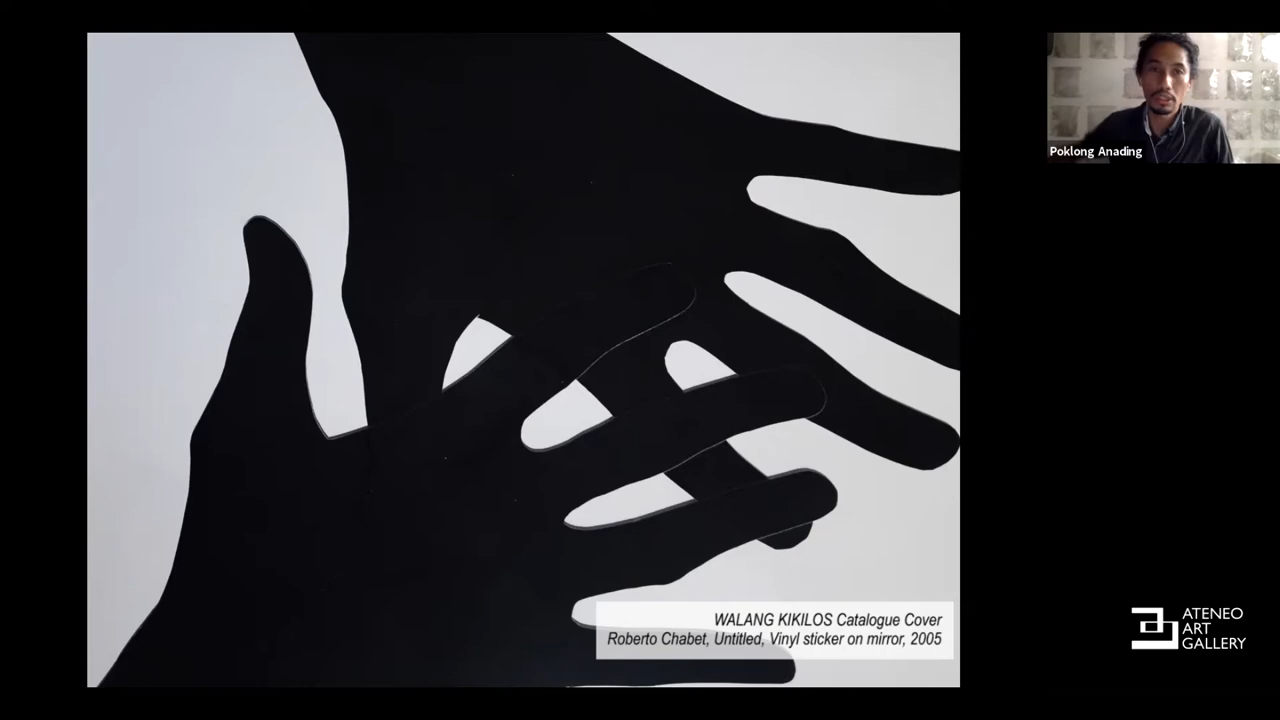 Poklong Anading
WALANG KIKILOS Catalogue Cover
Roberto Chabet, Untitled, Vinyl sticker on mirror, 2005
ATENEO
ART
GALLERY